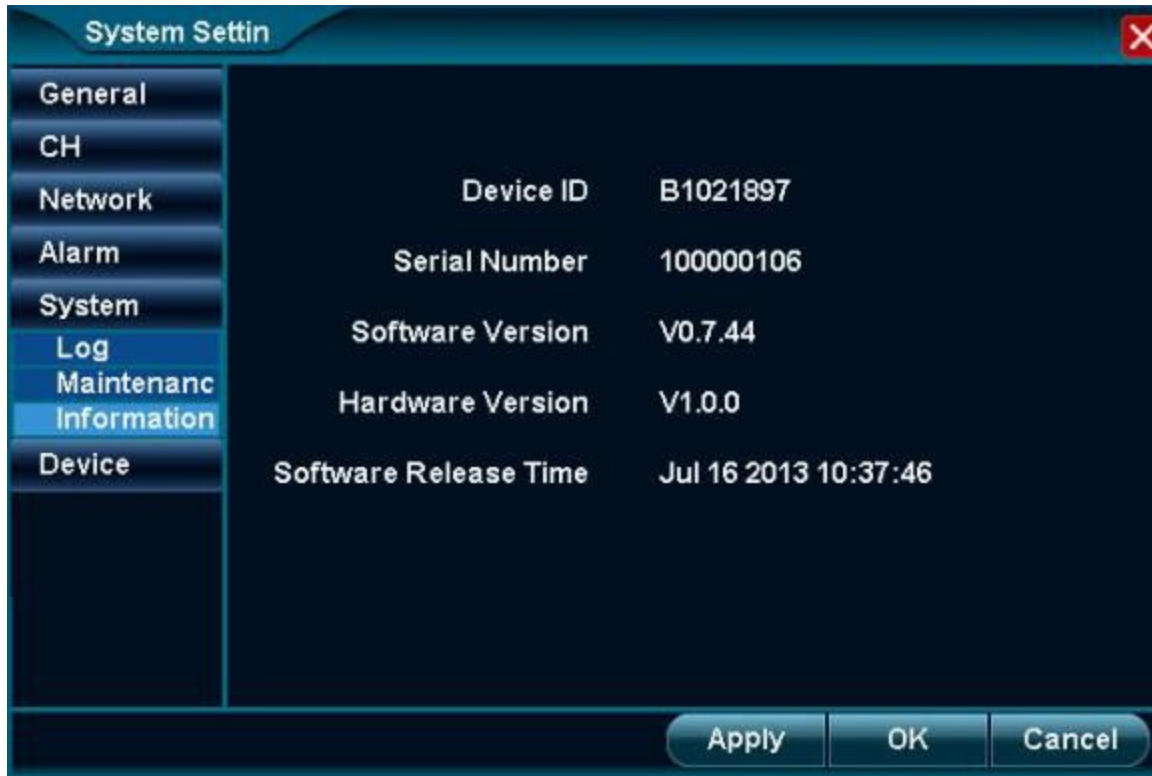 System Settin
General
CH
Network
Alarm
System
Log
Maintenanc
Information
Device
Device ID B1021897
Serial Number 100000106
Software Version V0.7.44
Hardware Version V1.0.0
Software Release Time Jul 16 2013 10:37:46
Apply OK Cancel